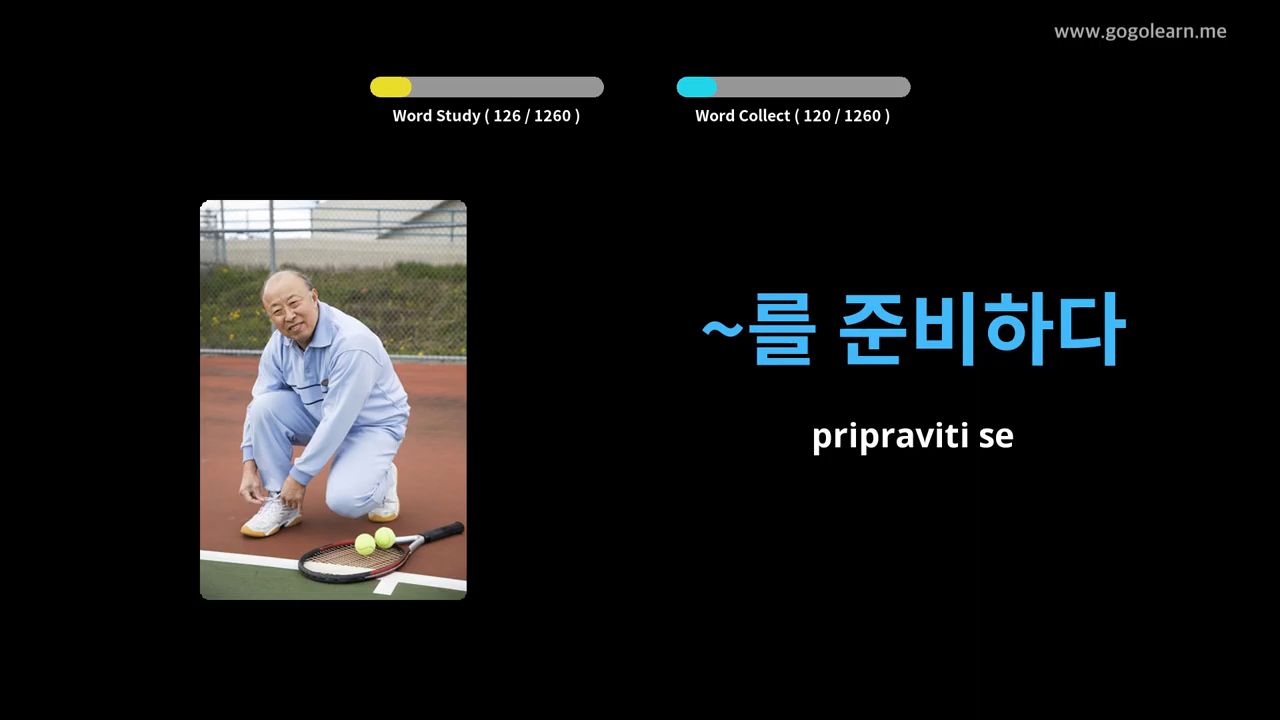 www.gogolearn.me
Word Study ( 126 / 1260 )
Word Collect ( 120 / 1260 )
~를 준비하다
pripraviti se